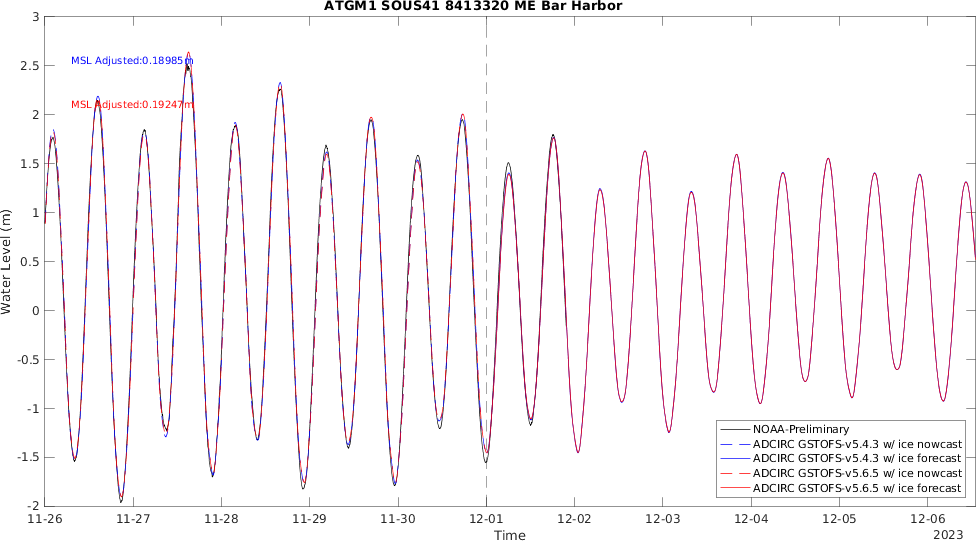 ATGM1 SOUS41 8413320 ME Bar Harbor
3
2.5
2
1.5
1
0.5
0
-0.5
-1
-1.5
-2
Water Level (m)
MSL Adjusted:0.18985m
MSL Adjusted:0.19247m
NOAA-Preliminary
ADCIRC GSTOFS-v5.4.3 w/ ice nowcast
ADCIRC GSTOFS-v5.4.3 w/ ice forecast
ADCIRC GSTOFS-v5.6.5 w/ ice nowcast
ADCIRC GSTOFS-v5.6.5 w/ ice forecast
11-26 11-27 11-28 11-29 11-30 12-01 12-02 12-03 12-04 12-05 12-06
Time
2023